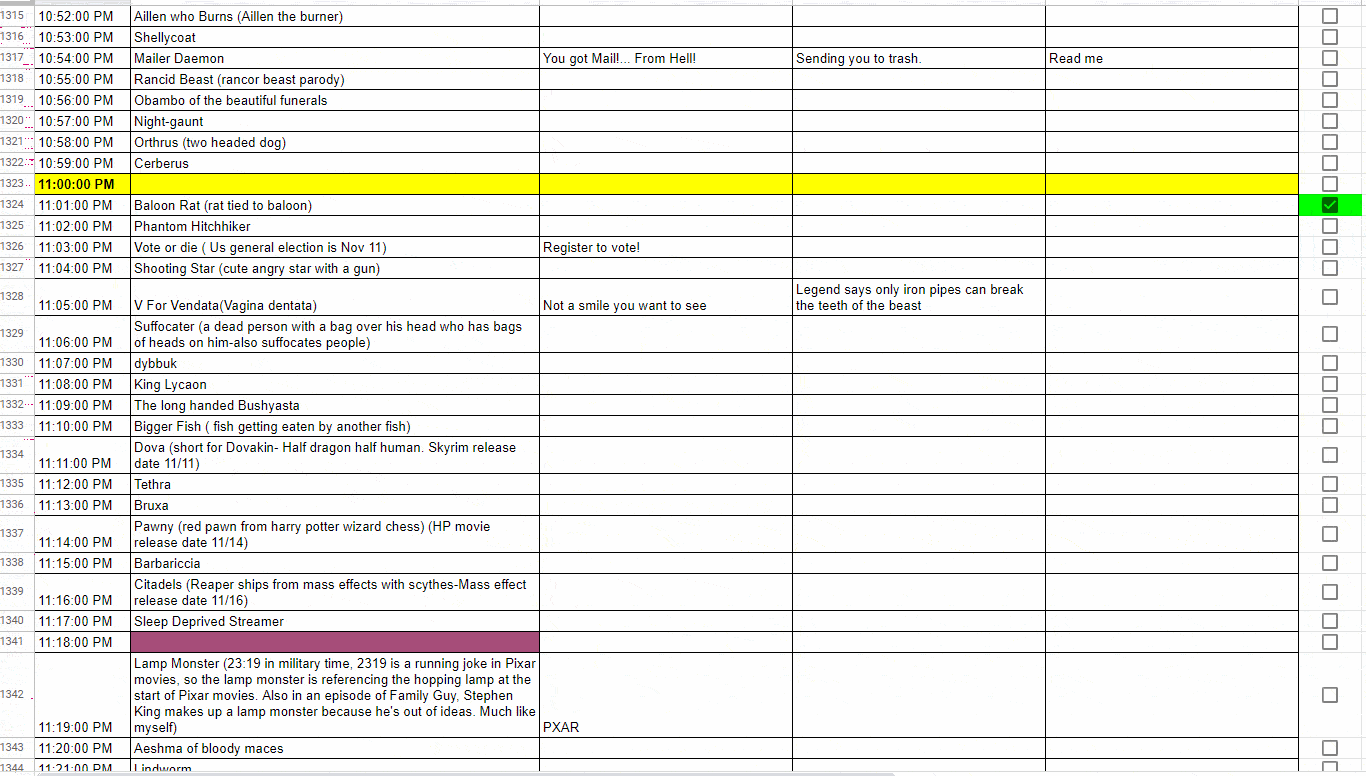 1315 10:52:00 PM Aillen who Burns (Aillen the burner)
1316 10:53:00 PM Shellycoat
1317 10:54:00 PM Mailer Daemon You got Mail!... From Hell! Sending you to trash. Read me
1318 10:55:00 PM Rancid Beast (rancor beast parody)
1319 10:56:00 PM Obambo of the beautiful funerals
1320 10:57:00 PM Night-gaunt
1321 10:58:00 PM Orthrus (two headed dog)
1322 10:59:00 PM Cerberus
1323 11:00:00 PM
1324 11:01:00 PM Baloon Rat (rat tied to baloon)
1325 11:02:00 PM Phantom Hitchhiker
1326 11:03:00 PM Vote or die ( Us general election is Nov 11) Register to vote!
1327 11:04:00 PM Shooting Star (cute angry star with a gun)
1328 11:05:00 PM V For Vendata(Vagina dentata) Not a smile you want to see
Legend says only iron pipes can break
the teeth of the beast
1329 11:06:00 PM
Suffocater (a dead person with a bag over his head who has bags
of heads on him-also suffocates people)
1330 11:07:00 PM dybbuk
1331 11:08:00 PM King Lycaon
1332 11:09:00 PM The long handed Bushyasta
1333 11:10:00 PM Bigger Fish ( fish getting eaten by another fish)
1334 11:11:00 PM
Dova (short for Dovakin- Half dragon half human. Skyrim release
date 11/11)
1335 11:12:00 PM Tethra
1336 11:13:00 PM Bruxa
1337 11:14:00 PM
Pawny (red pawn from harry potter wizard chess) (HP movie
release date 11/14)
1338 11:15:00 PM Barbariccia
1339 11:16:00 PM
Citadels (Reaper ships from mass effects with scythes-Mass effect
release date 11/16)
1340 11:17:00 PM Sleep Deprived Streamer
1341 11:18:00 PM
1342 11:19:00 PM
Lamp Monster (23:19 in military time, 2319 is a running joke in Pixar
movies, so the lamp monster is referencing the hopping lamp at the
start of Pixar movies. Also in an episode of Family Guy, Stephen
King makes up a lamp monster because he's out of ideas. Much like
myself) PXAR
1343 11:20:00 PM Aeshma of bloody maces
1344 11:21:00 PM Lindworm